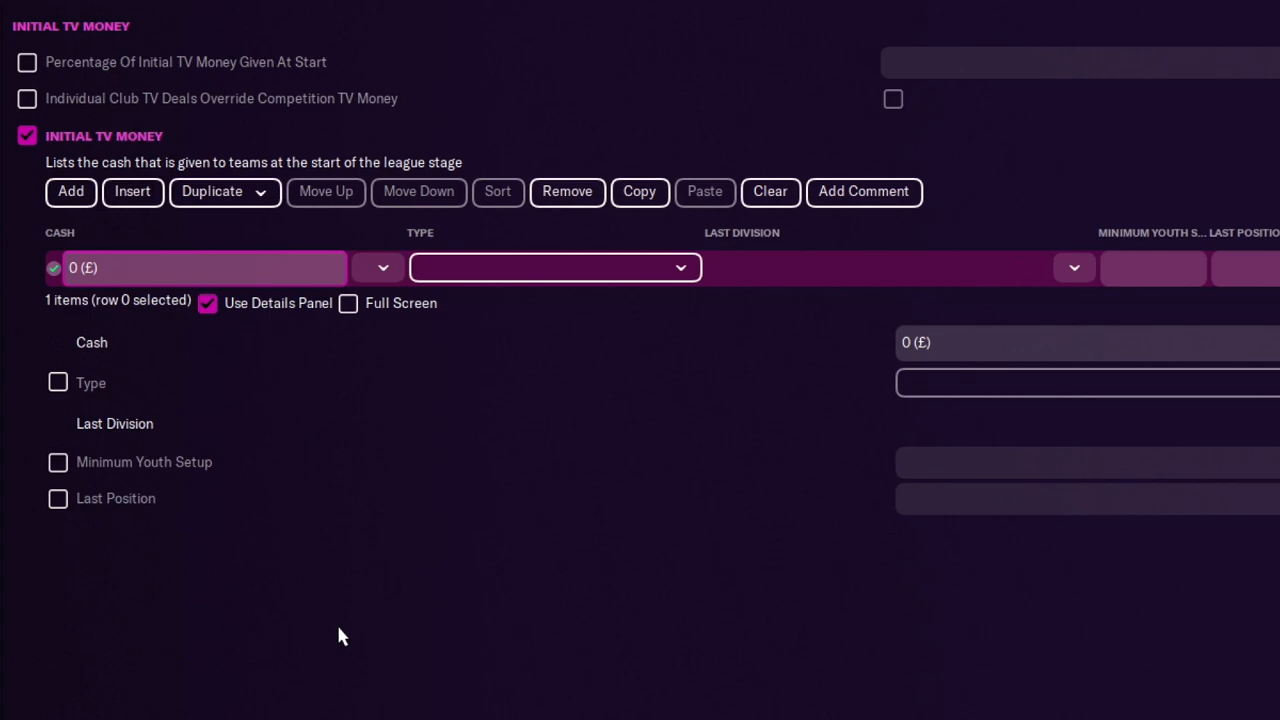 INITIAL TV MONEY
Percentage Of Initial TV Money Given At Start
Individual Club TV Deals Override Competition TV Money
INITIAL TV MONEY
Lists the cash that is given to teams at the start of the league stage
Add Insert Duplicate Move Up Move Down Sort Remove Copy Paste Clear Add Comment
CASH TYPE LAST DIVISION MINIMUM YOUTH S... LAST POSITIO
0 (£)
1 items (row 0 selected) Use Details Panel Full Screen
Cash 0 (£)
Type
Last Division
Minimum Youth Setup
Last Position